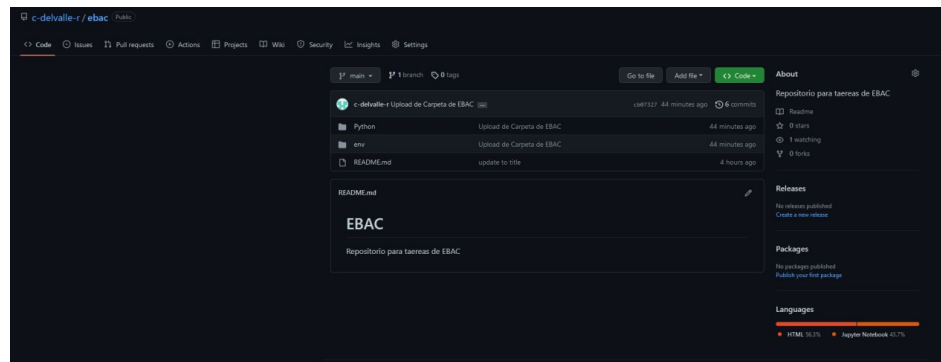 c-delvalle-r / ebac Public
<> Code Issues Pull requests Actions Projects Wiki Security Insights Settings
main 1 branch 0 tags Go to file Add file <> Code
c-delvalle-r Upload de Carpeta de EBAC ... 44 minutes ago 6 commits
Python Upload de Carpeta de EBAC 44 minutes ago
env Upload de Carpeta de EBAC 44 minutes ago
README.md update to title 4 hours ago
README.md
EBAC
Repositorio para taereas de EBAC
About
Repositorio para taereas de EBAC
Readme
0 stars
1 watching
0 forks
Releases
No releases published
Create a new release
Packages
No packages published
Publish your first package
Languages
HTML 56.3% Jupyter Notebook 43.7%